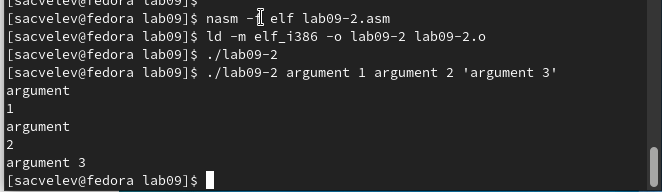 [sacvelev@fedora lab09]$
[sacvelev@fedora lab09]$ nasm -f elf lab09-2.asm
[sacvelev@fedora lab09]$ ld -m elf_i386 -o lab09-2 lab09-2.o
[sacvelev@fedora lab09]$ ./lab09-2
[sacvelev@fedora lab09]$ ./lab09-2 argument 1 argument 2 'argument 3'
argument
1
argument
2
argument 3
[sacvelev@fedora lab09]$